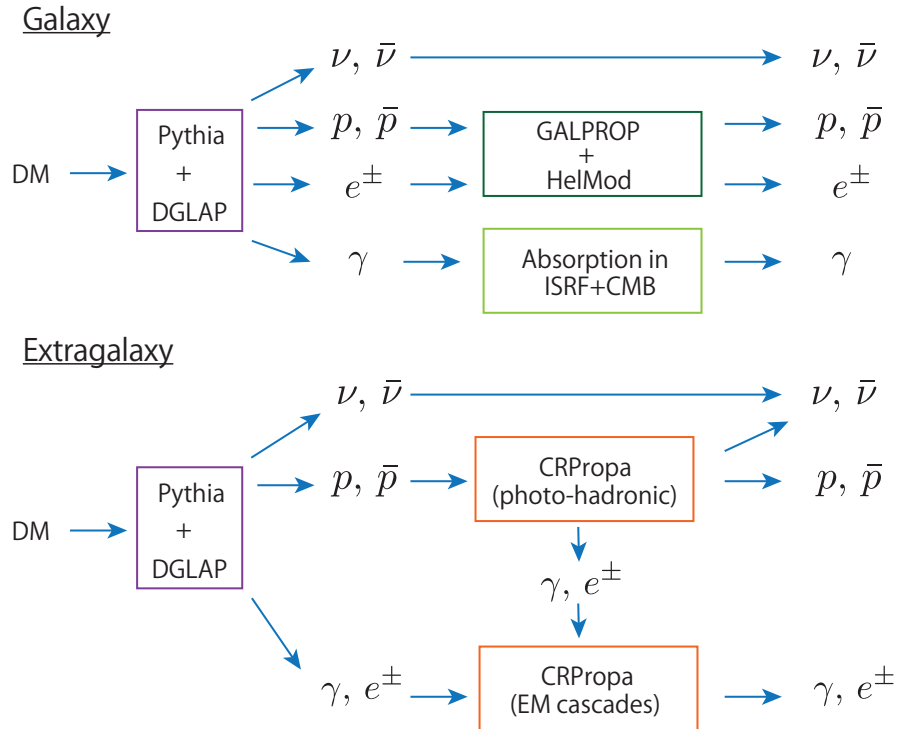 Galaxy
ν, ν̄
ν, ν̄
Pythia
+
DGLAP
p, p̄
GALPROP
+
HelMod
p, p̄
DM
e±
e±
γ
Absorption in
ISRF+CMB
γ
Extragalaxy
ν, ν̄
ν, ν̄
Pythia
+
DGLAP
p, p̄
CRPropa
(photo-hadronic)
p, p̄
DM
γ, e±
γ, e±
CRPropa
(EM cascades)
γ, e±